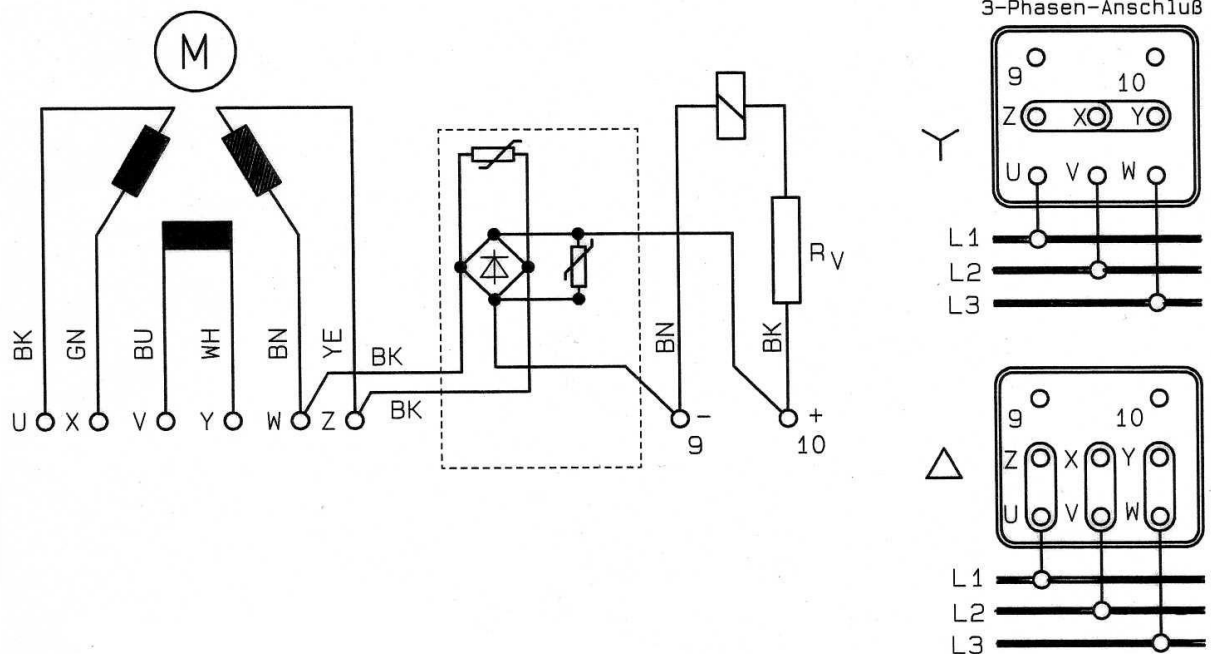 3-Phasen-Anschluß
M
9
10
Z X Y
U V W
L1
L2
L3
RV
BK GN BU WH BN YE
BK
BK
BN
BK
U X V Y W Z
- +
9 10
9
10
Z X Y
U V W
L1
L2
L3